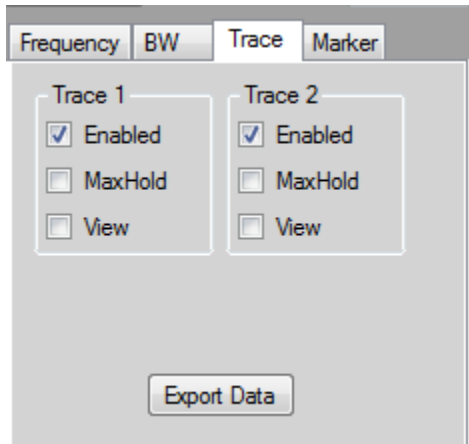 Frequency BW Trace Marker
Trace 1 Trace 2
Enabled Enabled
MaxHold MaxHold
View View
Export Data